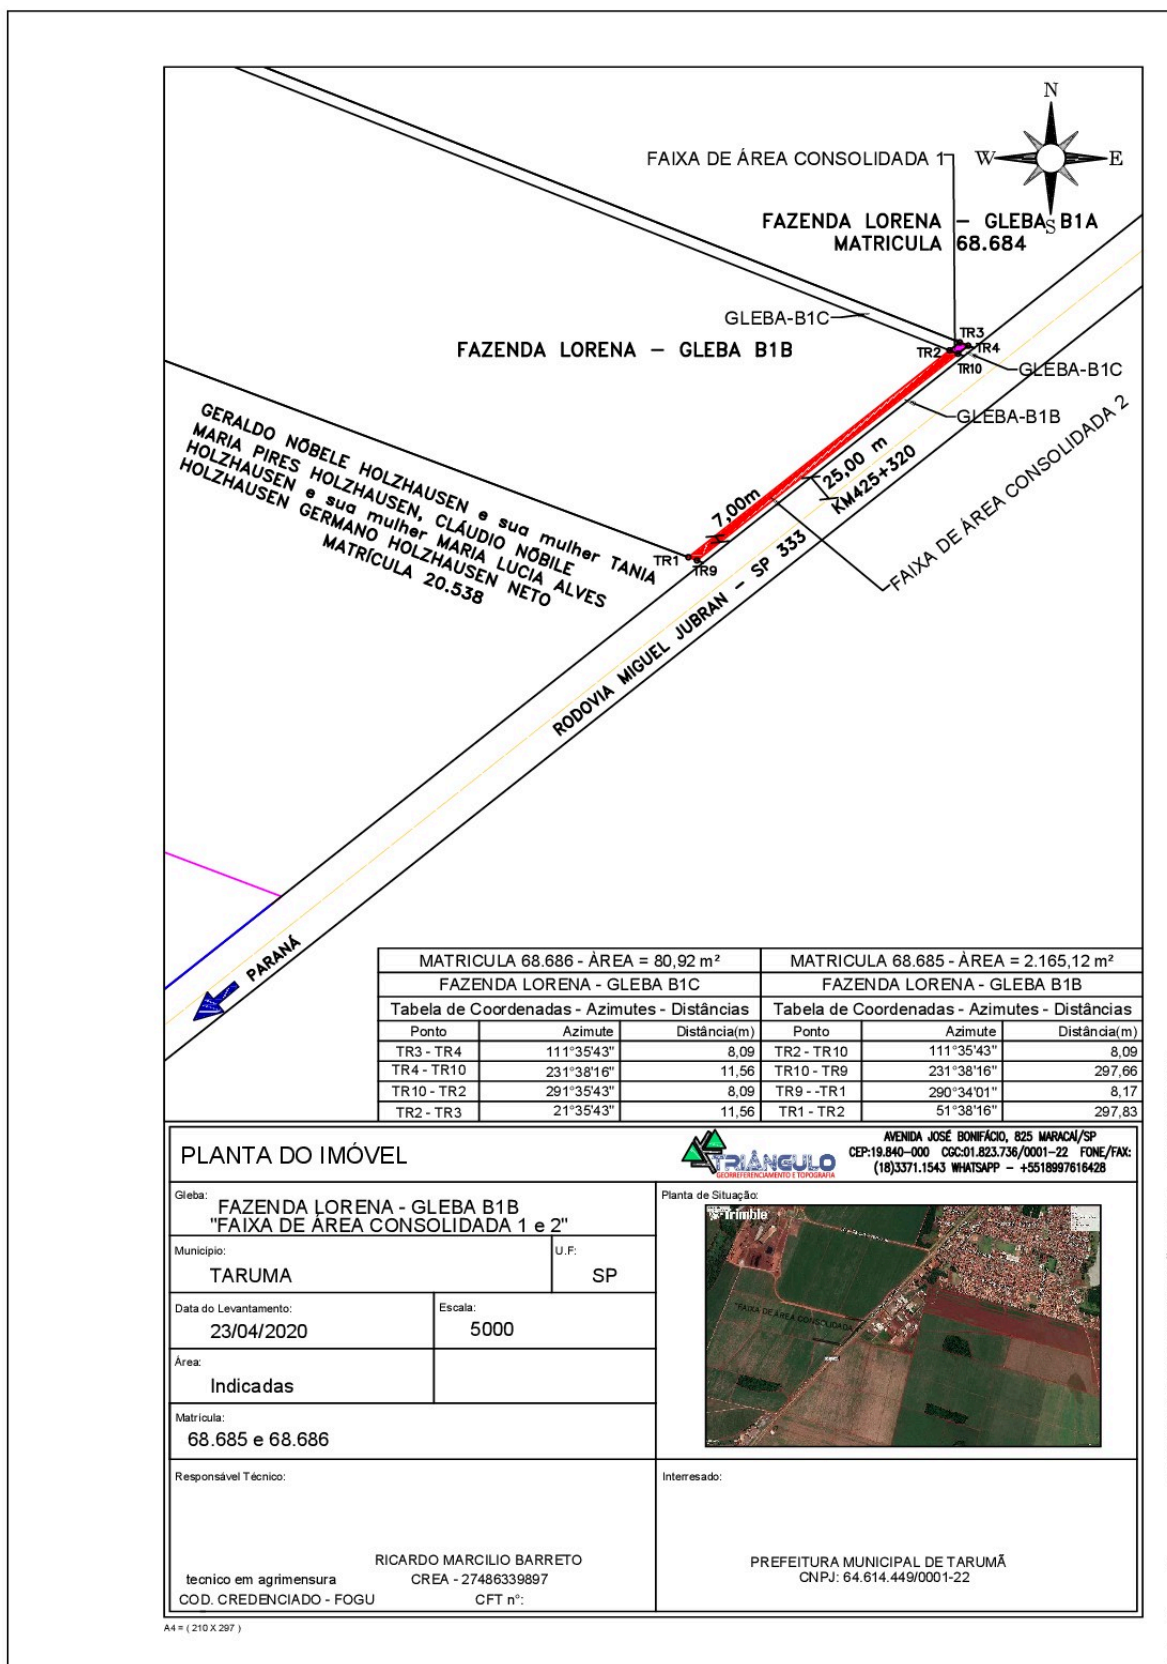 N
W
E
S
FAIXA DE ÁREA CONSOLIDADA 1
FAZENDA LORENA – GLEBA B1A
MATRICULA 68.684
GLEBA-B1C
TR3
TR4
TR2
TR10
FAZENDA LORENA – GLEBA B1B
GLEBA-B1C
GLEBA-B1B
FAIXA DE ÁREA CONSOLIDADA 2
25,00 m
KM425+320
7,00m
GERALDO NÕBELE HOLZHAUSEN e sua mulher TANIA
MARIA PIRES HOLZHAUSEN, CLÁUDIO NÕBILE
HOLZHAUSEN e sua mulher MARIA LUCIA ALVES
HOLZHAUSEN GERMANO HOLZHAUSEN NETO
MATRÍCULA 20.538
TR1
TR9
RODOVIA MIGUEL JUBRAN – SP 333
PARANÁ
MATRICULA 68.686 - ÀREA = 80,92 m² MATRICULA 68.685 - ÀREA = 2.165,12 m²
FAZENDA LORENA - GLEBA B1C FAZENDA LORENA - GLEBA B1B
Tabela de Coordenadas - Azimutes - Distâncias Tabela de Coordenadas - Azimutes - Distâncias
Ponto Azimute Distância(m) Ponto Azimute Distância(m)
TR3 - TR4 111°35'43" 8,09 TR2 - TR10 111°35'43" 8,09
TR4 - TR10 231°38'16" 11,56 TR10 - TR9 231°38'16" 297,66
TR10 - TR2 291°35'43" 8,09 TR9 - -TR1 290°34'01" 8,17
TR2 - TR3 21°35'43" 11,56 TR1 - TR2 51°38'16" 297,83
PLANTA DO IMÓVEL
TRIÂNGULO
GEORREFERENCIAMENTO E TOPOGRAFIA
AVENIDA JOSÉ BONIFÁCIO, 825 MARACAÍ/SP
CEP:19.840–000 CGC:01.823.736/0001–22 FONE/FAX:
(18)3371.1543 WHATSAPP – +5518997616428
Gleba:
FAZENDA LORENA - GLEBA B1B
"FAIXA DE ÁREA CONSOLIDADA 1 e 2"
Planta de Situação:
Trimble
"FAIXA DE ÁREA CONSOLIDADA
Município:
TARUMA
U.F:
SP
Data do Levantamento:
23/04/2020
Escala:
5000
Área:
Indicadas
Matrícula:
68.685 e 68.686
Responsável Técnico:
RICARDO MARCILIO BARRETO
tecnico em agrimensura CREA - 27486339897
COD. CREDENCIADO - FOGU CFT n°:
Interresado:
PREFEITURA MUNICIPAL DE TARUMÃ
CNPJ: 64.614.449/0001-22
A4 = ( 210 X 297 )